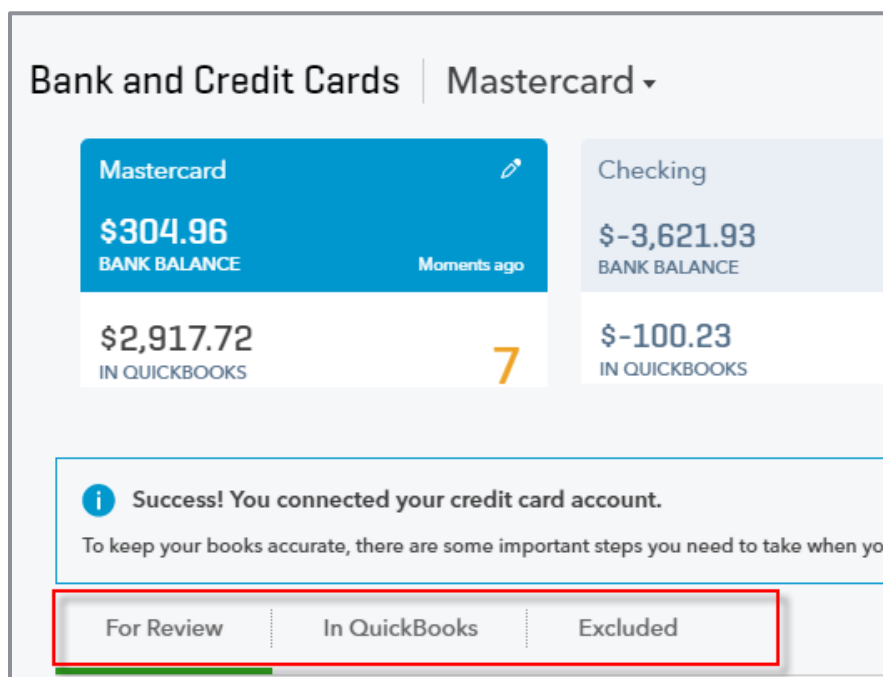 Bank and Credit Cards Mastercard
Mastercard
$304.96
BANK BALANCE Moments ago
$2,917.72
IN QUICKBOOKS
7
Checking
$-3,621.93
BANK BALANCE
$-100.23
IN QUICKBOOKS
i Success! You connected your credit card account.
To keep your books accurate, there are some important steps you need to take when yo
For Review In QuickBooks Excluded